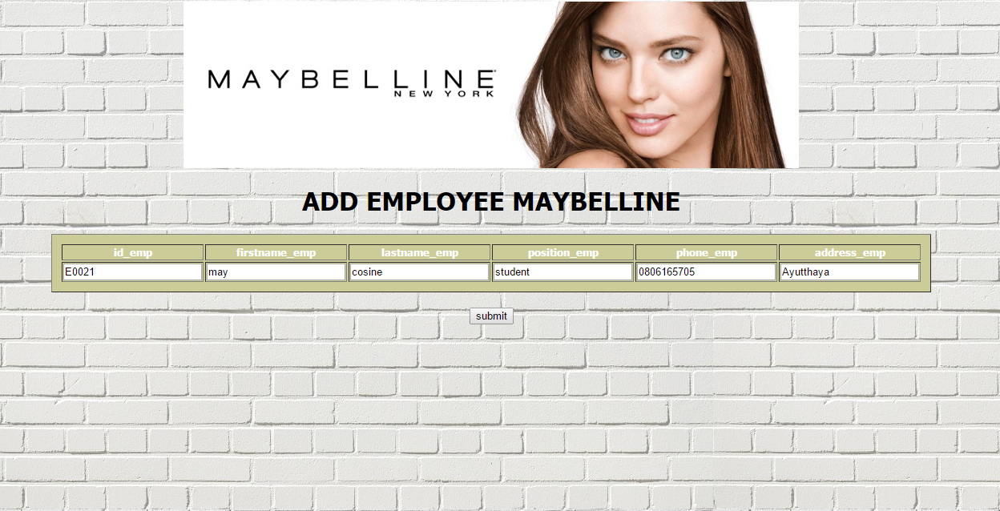 MAYBELLINE
NEW YORK
ADD EMPLOYEE MAYBELLINE
id_emp firstname_emp lastname_emp position_emp phone_emp address_emp
E0021 may cosine student 0806165705 Ayutthaya
submit